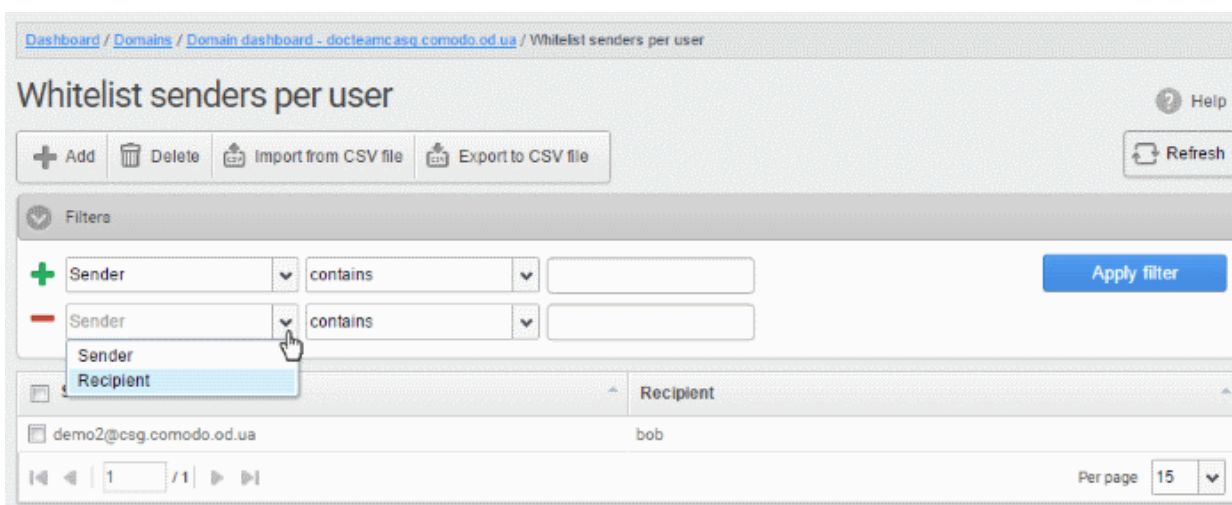 Dashboard / Domains / Domain dashboard - docteamcasg.comodo.od.ua / Whitelist senders per user
Whitelist senders per user
Help
Add Delete Import from CSV file Export to CSV file
Refresh
Filters
Sender contains
Apply filter
Sender contains
Sender
Recipient
Recipient
demo2@csg.comodo.od.ua bob
1 / 1
Per page 15